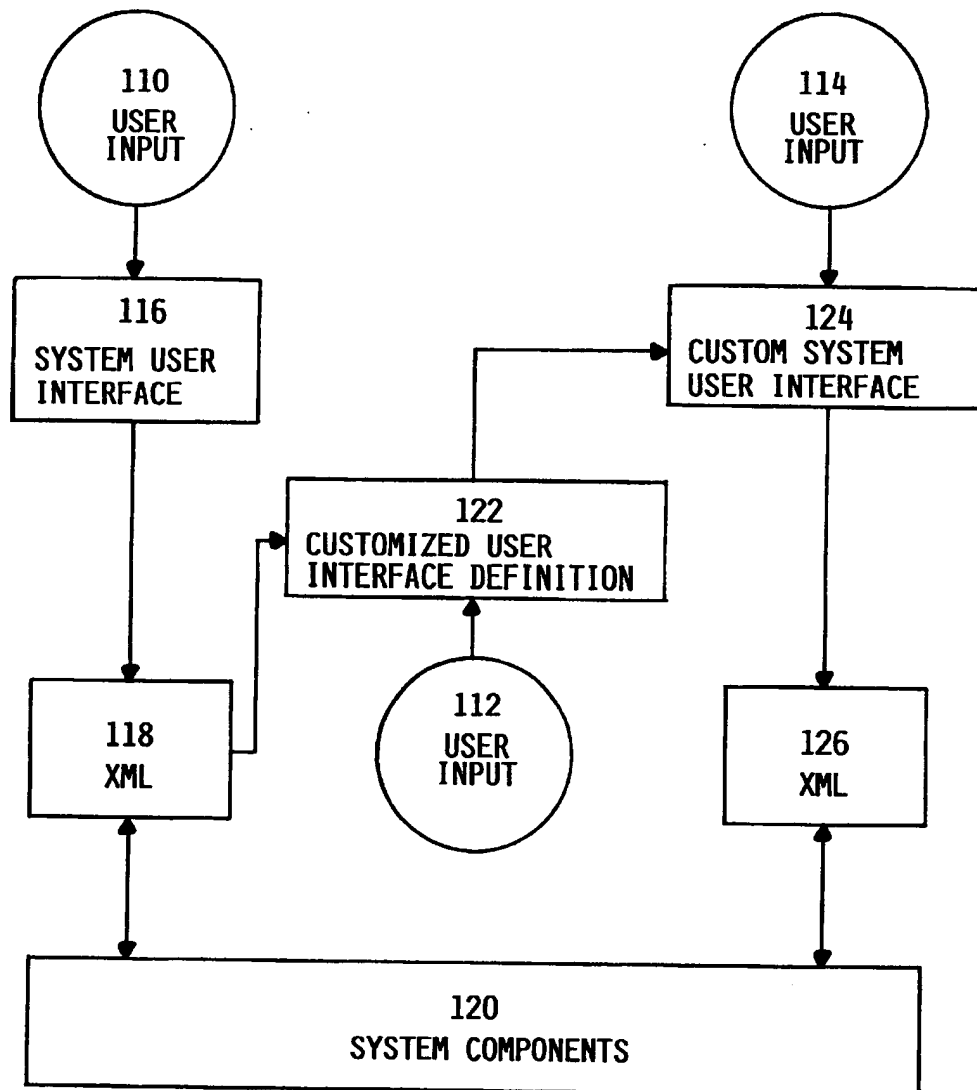 110
USER
INPUT
114
USER
INPUT
116
SYSTEM USER
INTERFACE
124
CUSTOM SYSTEM
USER INTERFACE
122
CUSTOMIZED USER
INTERFACE DEFINITION
118
XML
112
USER
INPUT
126
XML
120
SYSTEM COMPONENTS